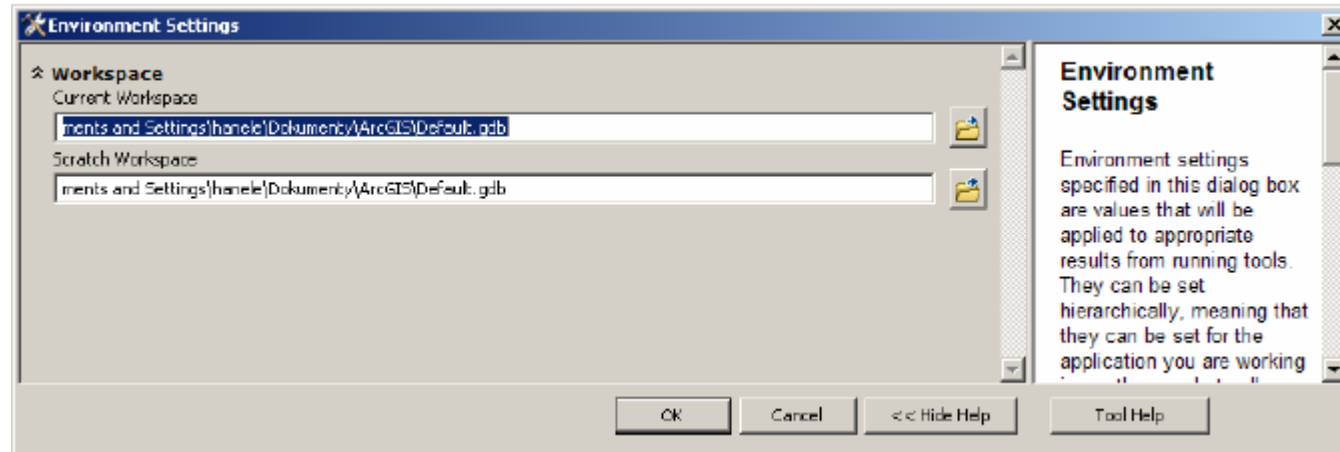 Environment Settings
Workspace
Current Workspace
ments and Settings\hanele\Dokumenty\ArcGIS\Default.gdb
Scratch Workspace
ments and Settings\hanele\Dokumenty\ArcGIS\Default.gdb
OK
Cancel
<< Hide Help
Environment
Settings
Environment settings
specified in this dialog box
are values that will be
applied to appropriate
results from running tools.
They can be set
hierarchically, meaning that
they can be set for the
application you are working
Tool Help